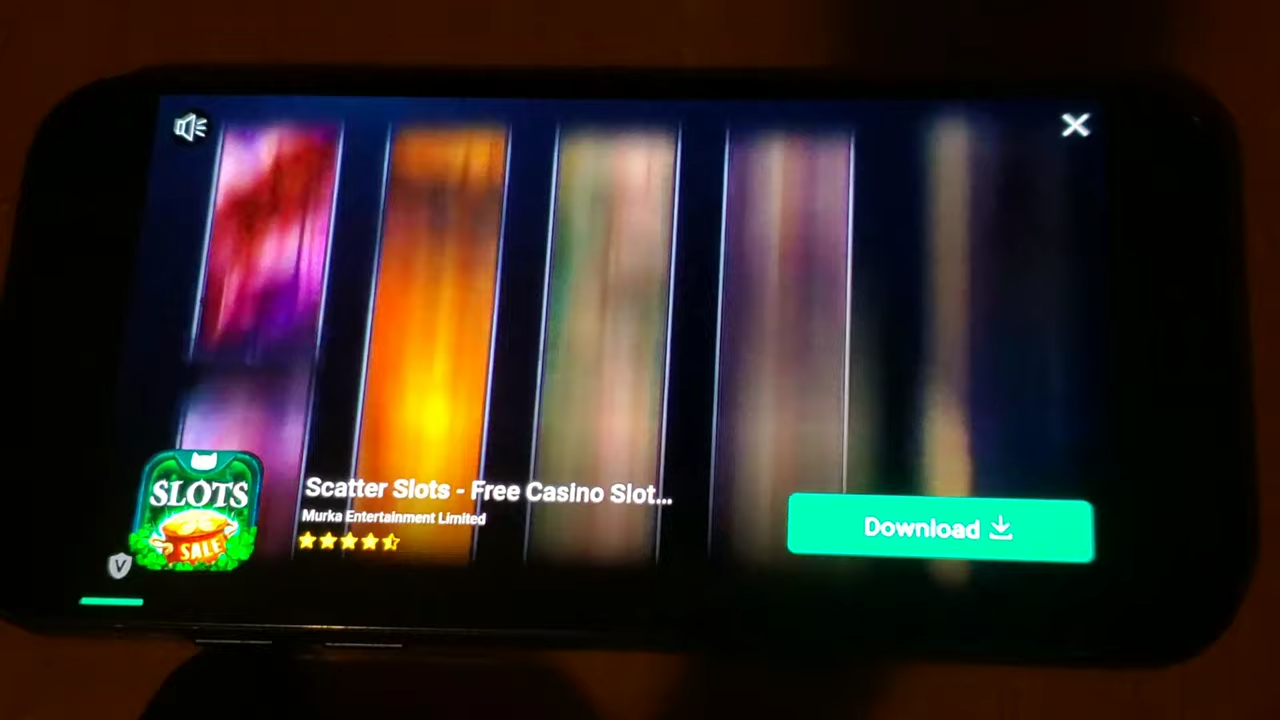 SLOTS
SALE
Scatter Slots - Free Casino Slot...
Murka Entertainment Limited
Download
V